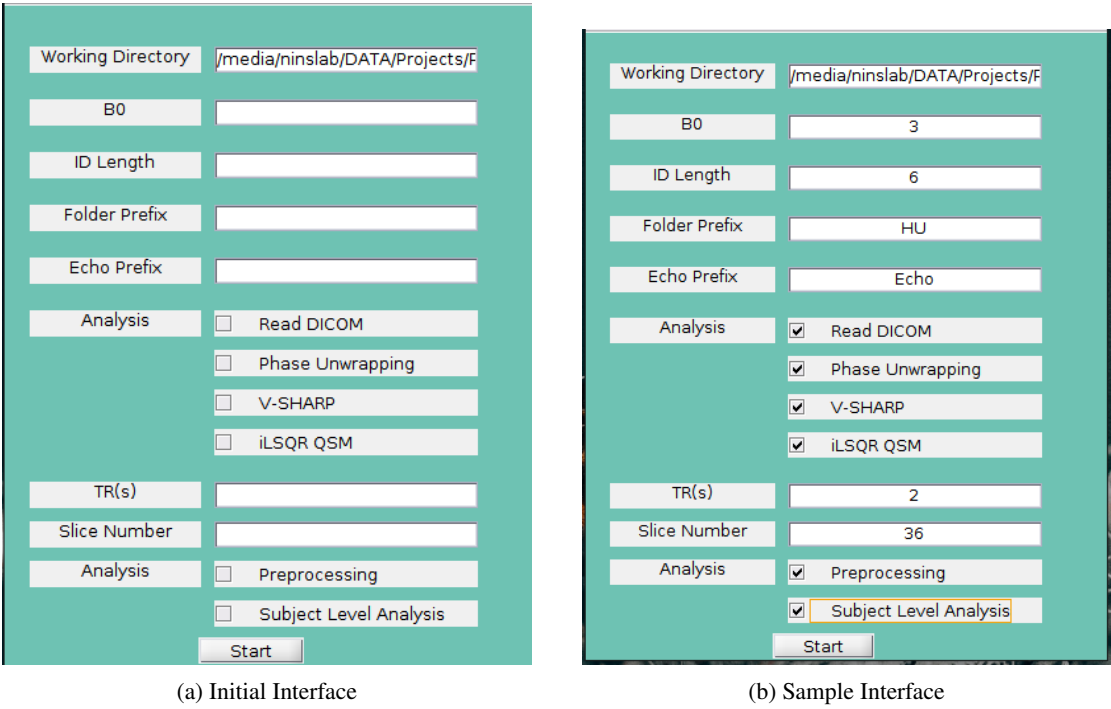 Working Directory /media/ninslab/DATA/Projects/F
B0
ID Length
Folder Prefix
Echo Prefix
Analysis Read DICOM
Phase Unwrapping
V-SHARP
iLSQR QSM
TR(s)
Slice Number
Analysis Preprocessing
Subject Level Analysis
Start
(a) Initial Interface
Working Directory /media/ninslab/DATA/Projects/F
B0 3
ID Length 6
Folder Prefix HU
Echo Prefix Echo
Analysis Read DICOM
Phase Unwrapping
V-SHARP
iLSQR QSM
TR(s) 2
Slice Number 36
Analysis Preprocessing
Subject Level Analysis
Start
(b) Sample Interface